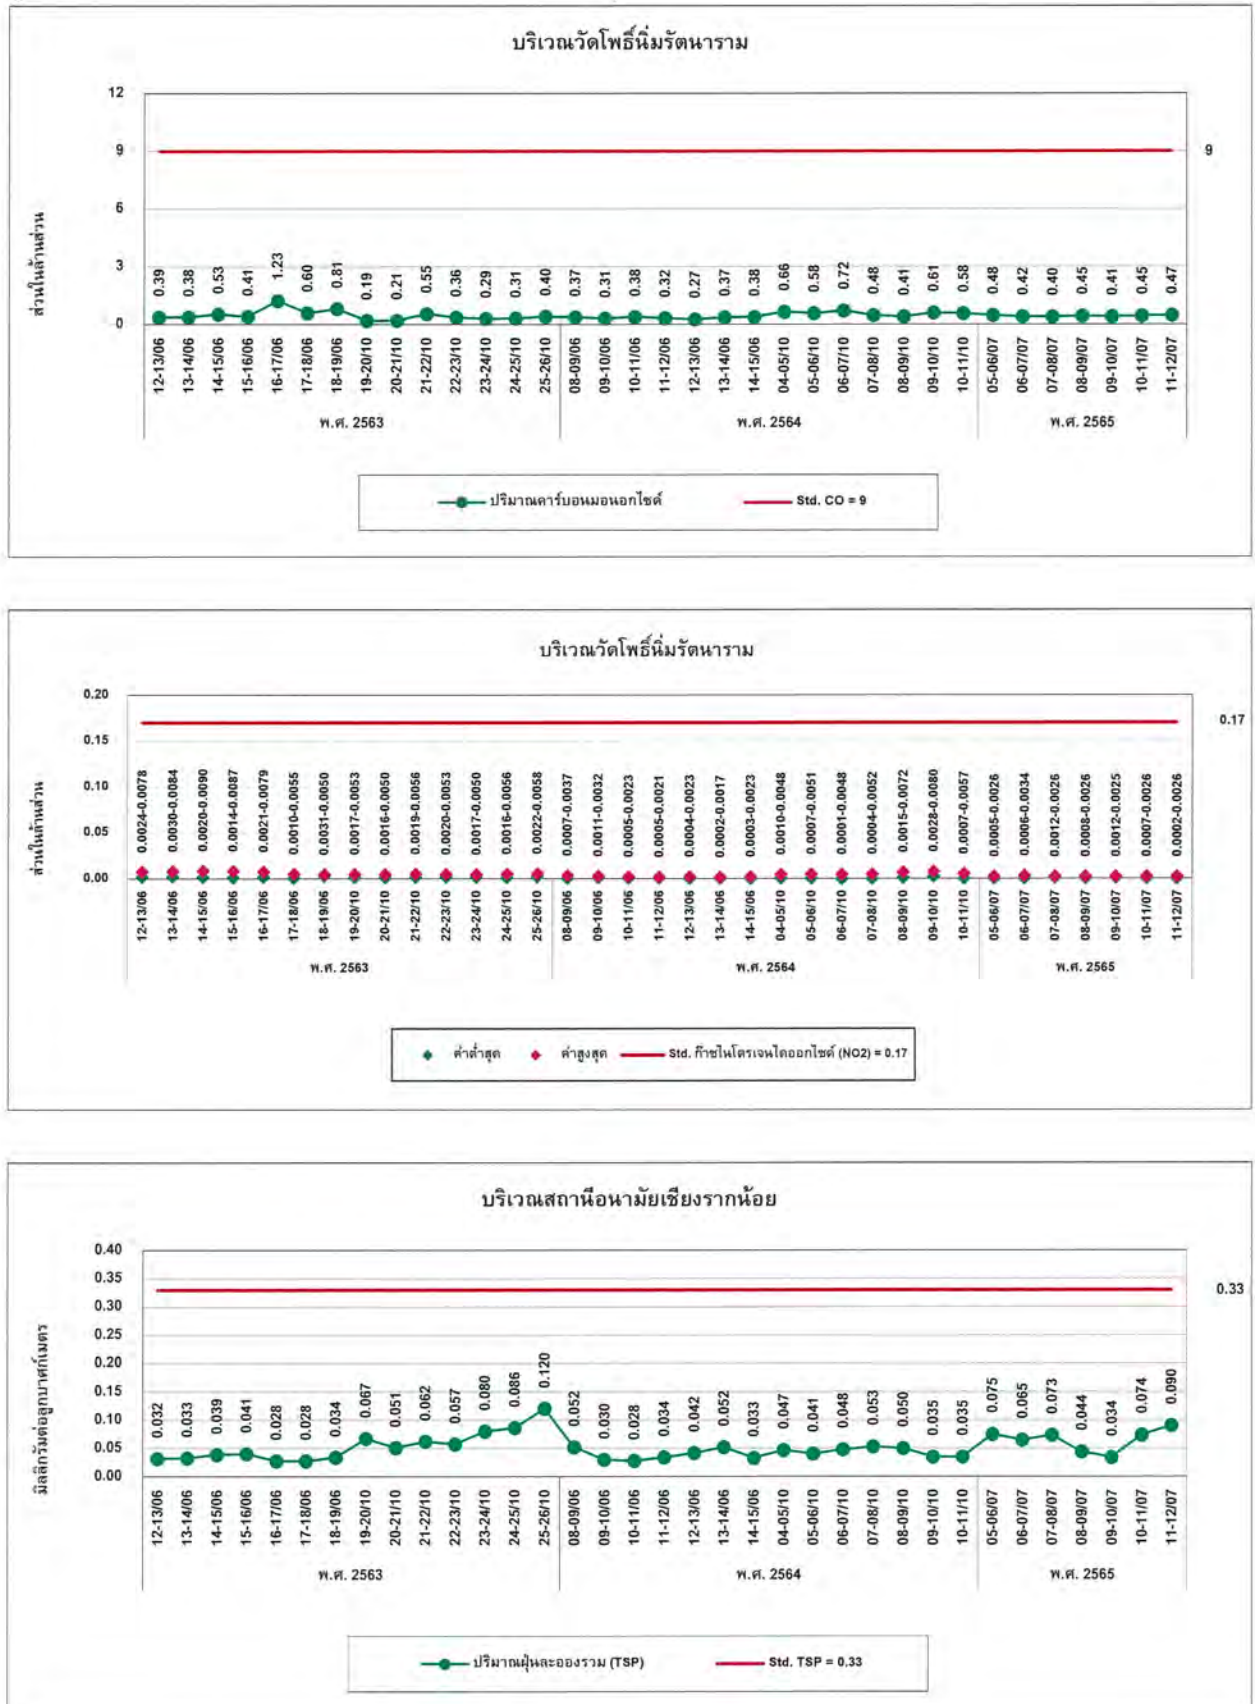 บริเวณวัดโพธิ์นิ่มรัตนาราม
12
9
9
6
3
0
ส่วนในล้านส่วน
0.39 0.38 0.53 0.41 1.23 0.60 0.81 0.19 0.21 0.55 0.36 0.29 0.31 0.40 0.37 0.31 0.38 0.32 0.27 0.37 0.38 0.66 0.58 0.72 0.48 0.41 0.61 0.58 0.48 0.42 0.40 0.45 0.41 0.45 0.47
12-13/06 13-14/06 14-15/06 15-16/06 16-17/06 17-18/06 18-19/06 19-20/10 20-21/10 21-22/10 22-23/10 23-24/10 24-25/10 25-26/10 08-09/06 09-10/06 10-11/06 11-12/06 12-13/06 13-14/06 14-15/06 04-05/10 05-06/10 06-07/10 07-08/10 08-09/10 09-10/10 10-11/10 05-06/07 06-07/07 07-08/07 08-09/07 09-10/07 10-11/07 11-12/07
พ.ศ. 2563 พ.ศ. 2564 พ.ศ. 2565
ปริมาณคาร์บอนมอนอกไซด์ Std. CO = 9
บริเวณวัดโพธิ์นิ่มรัตนาราม
0.20
0.17
0.15
0.10
0.05
0.00
ส่วนในล้านส่วน
0.0024-0.0078 0.0030-0.0084 0.0020-0.0090 0.0014-0.0087 0.0021-0.0079 0.0010-0.0055 0.0031-0.0050 0.0017-0.0053 0.0016-0.0050 0.0019-0.0056 0.0020-0.0053 0.0017-0.0050 0.0016-0.0056 0.0022-0.0058 0.0007-0.0037 0.0011-0.0032 0.0005-0.0023 0.0005-0.0021 0.0004-0.0023 0.0002-0.0017 0.0003-0.0023 0.0010-0.0048 0.0007-0.0051 0.0001-0.0048 0.0004-0.0052 0.0015-0.0072 0.0028-0.0080 0.0007-0.0057 0.0005-0.0026 0.0006-0.0034 0.0012-0.0026 0.0008-0.0026 0.0012-0.0025 0.0007-0.0026 0.0002-0.0026
12-13/06 13-14/06 14-15/06 15-16/06 16-17/06 17-18/06 18-19/06 19-20/10 20-21/10 21-22/10 22-23/10 23-24/10 24-25/10 25-26/10 08-09/06 09-10/06 10-11/06 11-12/06 12-13/06 13-14/06 14-15/06 04-05/10 05-06/10 06-07/10 07-08/10 08-09/10 09-10/10 10-11/10 05-06/07 06-07/07 07-08/07 08-09/07 09-10/07 10-11/07 11-12/07
พ.ศ. 2563 พ.ศ. 2564 พ.ศ. 2565
ค่าต่ำสุด ค่าสูงสุด Std. ก๊าซไนโตรเจนไดออกไซด์ (NO2) = 0.17
บริเวณสถานีอนามัยเชียงรากน้อย
0.40
0.35
0.33
0.30
0.25
0.20
0.15
0.10
0.05
0.00
มิลลิกรัมต่อลูกบาศก์เมตร
0.032 0.033 0.039 0.041 0.028 0.028 0.034 0.067 0.051 0.062 0.057 0.080 0.086 0.120 0.052 0.030 0.028 0.034 0.042 0.052 0.033 0.047 0.041 0.048 0.053 0.050 0.035 0.035 0.075 0.065 0.073 0.044 0.034 0.074 0.090
12-13/06 13-14/06 14-15/06 15-16/06 16-17/06 17-18/06 18-19/06 19-20/10 20-21/10 21-22/10 22-23/10 23-24/10 24-25/10 25-26/10 08-09/06 09-10/06 10-11/06 11-12/06 12-13/06 13-14/06 14-15/06 04-05/10 05-06/10 06-07/10 07-08/10 08-09/10 09-10/10 10-11/10 05-06/07 06-07/07 07-08/07 08-09/07 09-10/07 10-11/07 11-12/07
พ.ศ. 2563 พ.ศ. 2564 พ.ศ. 2565
ปริมาณฝุ่นละอองรวม (TSP) Std. TSP = 0.33